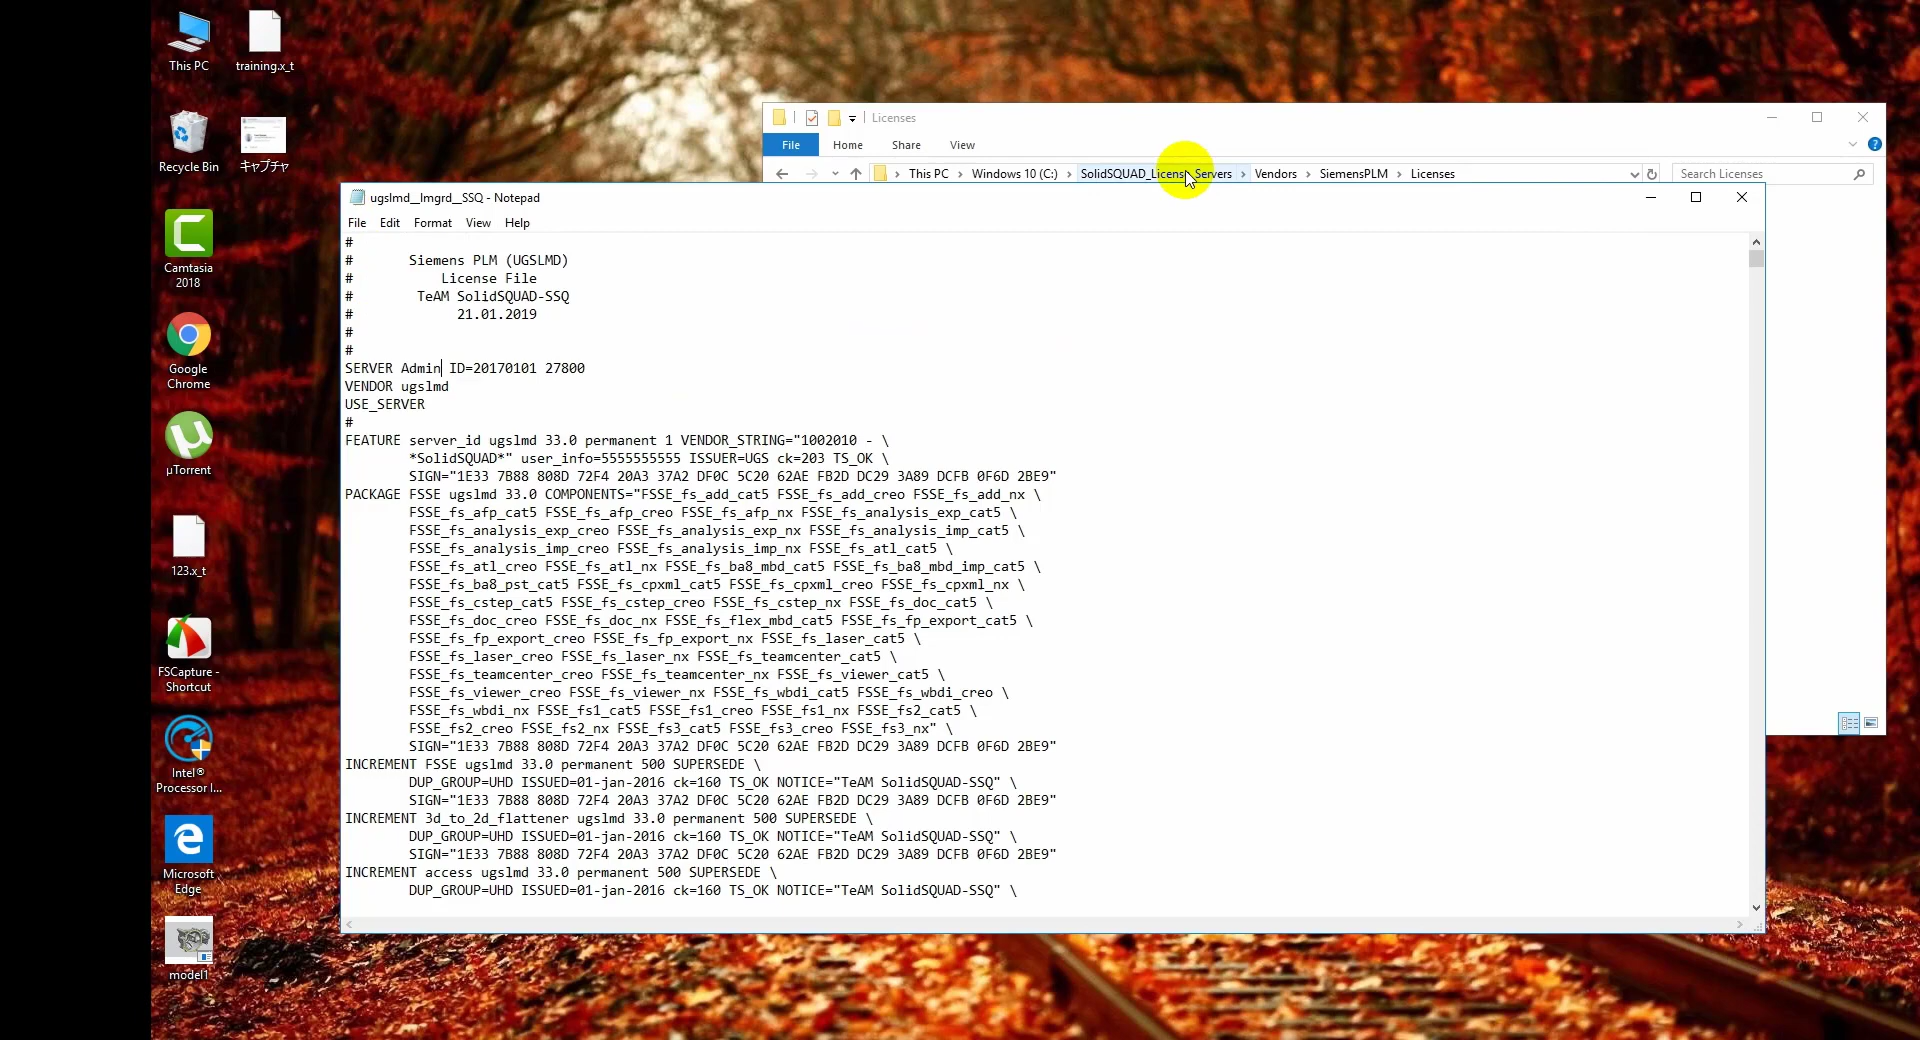 This PC
training.x_t
Recycle Bin
キャプチャ
Camtasia
2018
Google
Chrome
µTorrent
123.x_t
FSCapture -
Shortcut
Intel®
Processor I...
Microsoft
Edge
model1
Licenses
File Home Share View
This PC › Windows 10 (C:) › SolidSQUAD_License_Servers › Vendors › SiemensPLM › Licenses
Search Licenses
ugslmd__lmgrd__SSQ - Notepad
File Edit Format View Help
#
# Siemens PLM (UGSLMD)
# License File
# TeAM SolidSQUAD-SSQ
# 21.01.2019
#
#
SERVER Admin ID=20170101 27800
VENDOR ugslmd
USE_SERVER
#
FEATURE server_id ugslmd 33.0 permanent 1 VENDOR_STRING="1002010 - \
*SolidSQUAD*" user_info=5555555555 ISSUER=UGS ck=203 TS_OK \
SIGN="1E33 7B88 808D 72F4 20A3 37A2 DF0C 5C20 62AE FB2D DC29 3A89 DCFB 0F6D 2BE9"
PACKAGE FSSE ugslmd 33.0 COMPONENTS="FSSE_fs_add_cat5 FSSE_fs_add_creo FSSE_fs_add_nx \
FSSE_fs_afp_cat5 FSSE_fs_afp_creo FSSE_fs_afp_nx FSSE_fs_analysis_exp_cat5 \
FSSE_fs_analysis_exp_creo FSSE_fs_analysis_exp_nx FSSE_fs_analysis_imp_cat5 \
FSSE_fs_analysis_imp_creo FSSE_fs_analysis_imp_nx FSSE_fs_atl_cat5 \
FSSE_fs_atl_creo FSSE_fs_atl_nx FSSE_fs_ba8_mbd_cat5 FSSE_fs_ba8_mbd_imp_cat5 \
FSSE_fs_ba8_pst_cat5 FSSE_fs_cpxml_cat5 FSSE_fs_cpxml_creo FSSE_fs_cpxml_nx \
FSSE_fs_cstep_cat5 FSSE_fs_cstep_creo FSSE_fs_cstep_nx FSSE_fs_doc_cat5 \
FSSE_fs_doc_creo FSSE_fs_doc_nx FSSE_fs_flex_mbd_cat5 FSSE_fs_fp_export_cat5 \
FSSE_fs_fp_export_creo FSSE_fs_fp_export_nx FSSE_fs_laser_cat5 \
FSSE_fs_laser_creo FSSE_fs_laser_nx FSSE_fs_teamcenter_cat5 \
FSSE_fs_teamcenter_creo FSSE_fs_teamcenter_nx FSSE_fs_viewer_cat5 \
FSSE_fs_viewer_creo FSSE_fs_viewer_nx FSSE_fs_wbdi_cat5 FSSE_fs_wbdi_creo \
FSSE_fs_wbdi_nx FSSE_fs1_cat5 FSSE_fs1_creo FSSE_fs1_nx FSSE_fs2_cat5 \
FSSE_fs2_creo FSSE_fs2_nx FSSE_fs3_cat5 FSSE_fs3_creo FSSE_fs3_nx" \
SIGN="1E33 7B88 808D 72F4 20A3 37A2 DF0C 5C20 62AE FB2D DC29 3A89 DCFB 0F6D 2BE9"
INCREMENT FSSE ugslmd 33.0 permanent 500 SUPERSEDE \
DUP_GROUP=UHD ISSUED=01-jan-2016 ck=160 TS_OK NOTICE="TeAM SolidSQUAD-SSQ" \
SIGN="1E33 7B88 808D 72F4 20A3 37A2 DF0C 5C20 62AE FB2D DC29 3A89 DCFB 0F6D 2BE9"
INCREMENT 3d_to_2d_flattener ugslmd 33.0 permanent 500 SUPERSEDE \
DUP_GROUP=UHD ISSUED=01-jan-2016 ck=160 TS_OK NOTICE="TeAM SolidSQUAD-SSQ" \
SIGN="1E33 7B88 808D 72F4 20A3 37A2 DF0C 5C20 62AE FB2D DC29 3A89 DCFB 0F6D 2BE9"
INCREMENT access ugslmd 33.0 permanent 500 SUPERSEDE \
DUP_GROUP=UHD ISSUED=01-jan-2016 ck=160 TS_OK NOTICE="TeAM SolidSQUAD-SSQ" \